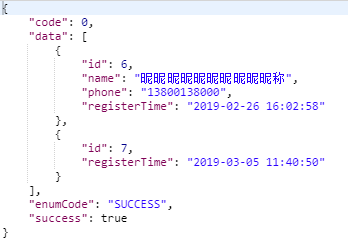 {
"code": 0,
"data": [
{
"id": 6,
"name": "昵昵昵昵昵昵昵昵昵昵称",
"phone": "13800138000",
"registerTime": "2019-02-26 16:02:58"
},
{
"id": 7,
"registerTime": "2019-03-05 11:40:50"
}
],
"enumCode": "SUCCESS",
"success": true
}